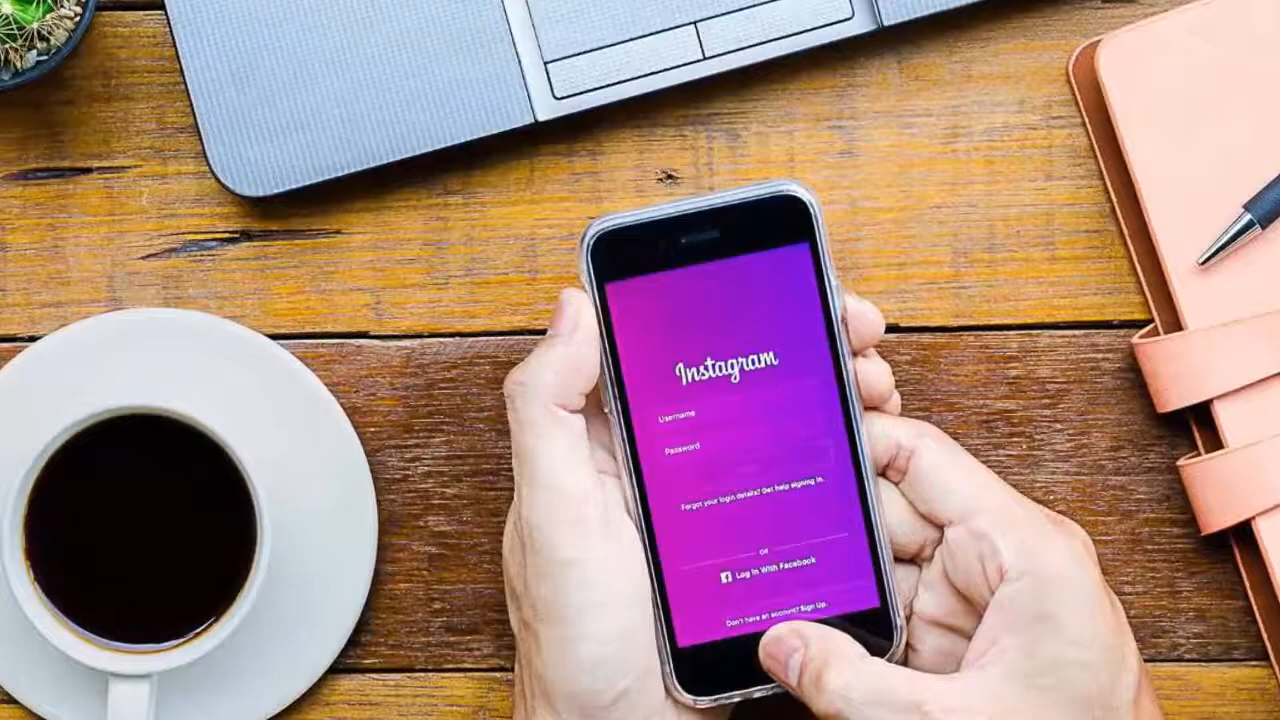 Instagram
Username
Password
Forgot your login details? Get help signing in.
OR
Log In With Facebook
Don't have an account? Sign Up.